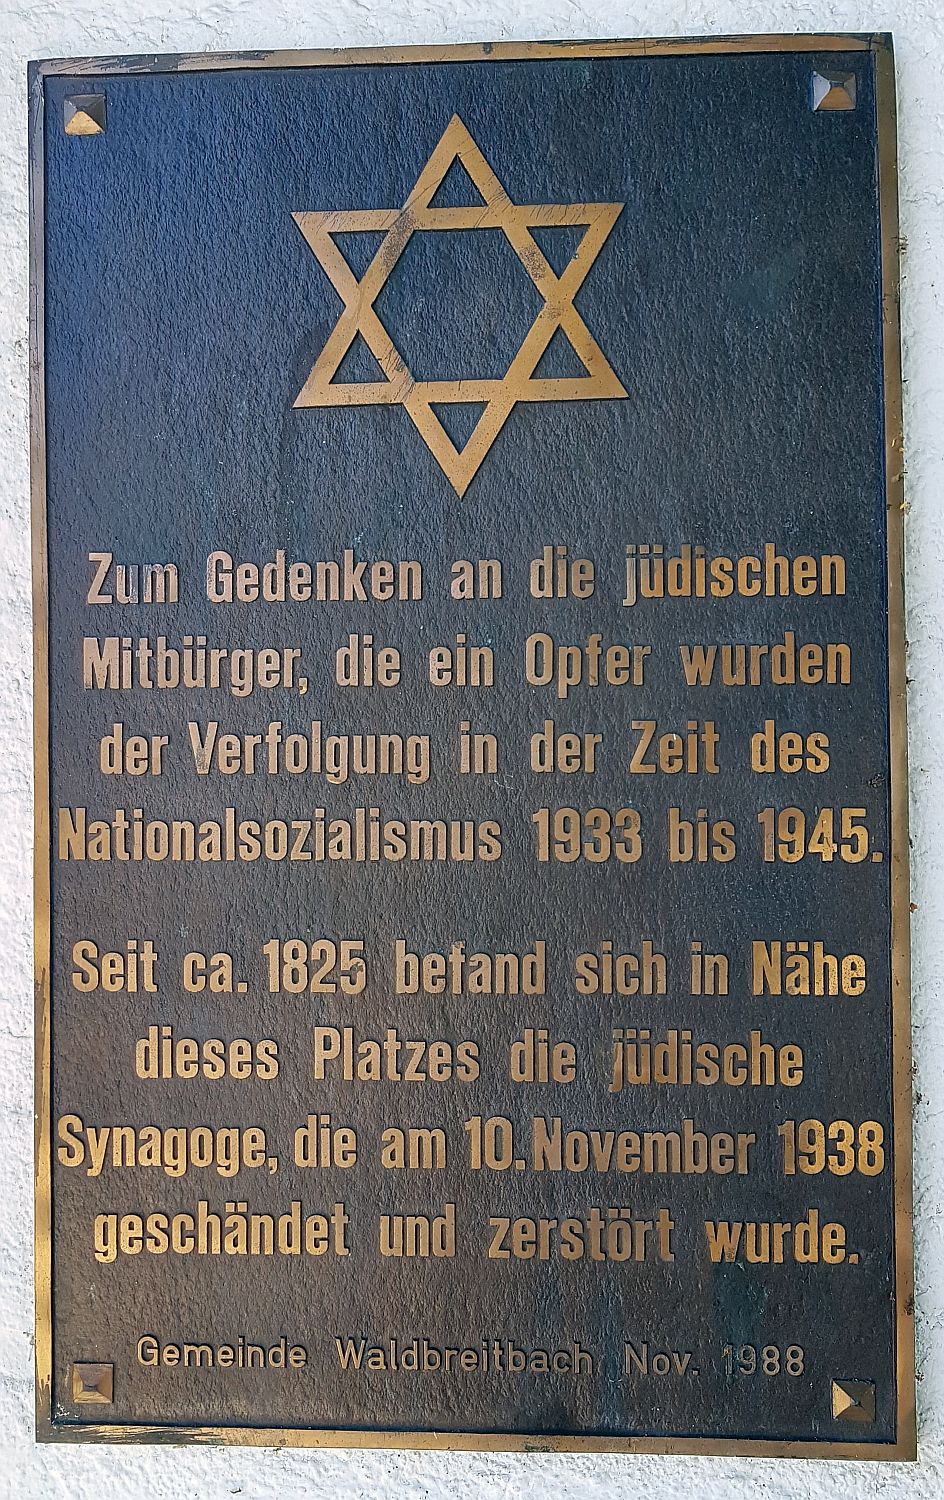 Zum Gedenken an die jüdischen
Mitbürger, die ein Opfer wurden
der Verfolgung in der Zeit des
Nationalsozialismus 1933 bis 1945.
Seit ca. 1825 befand sich in Nähe
dieses Platzes die jüdische
Synagoge, die am 10.November 1938
geschändet und zerstört wurde.
Gemeinde Waldbreitbach Nov. 1988